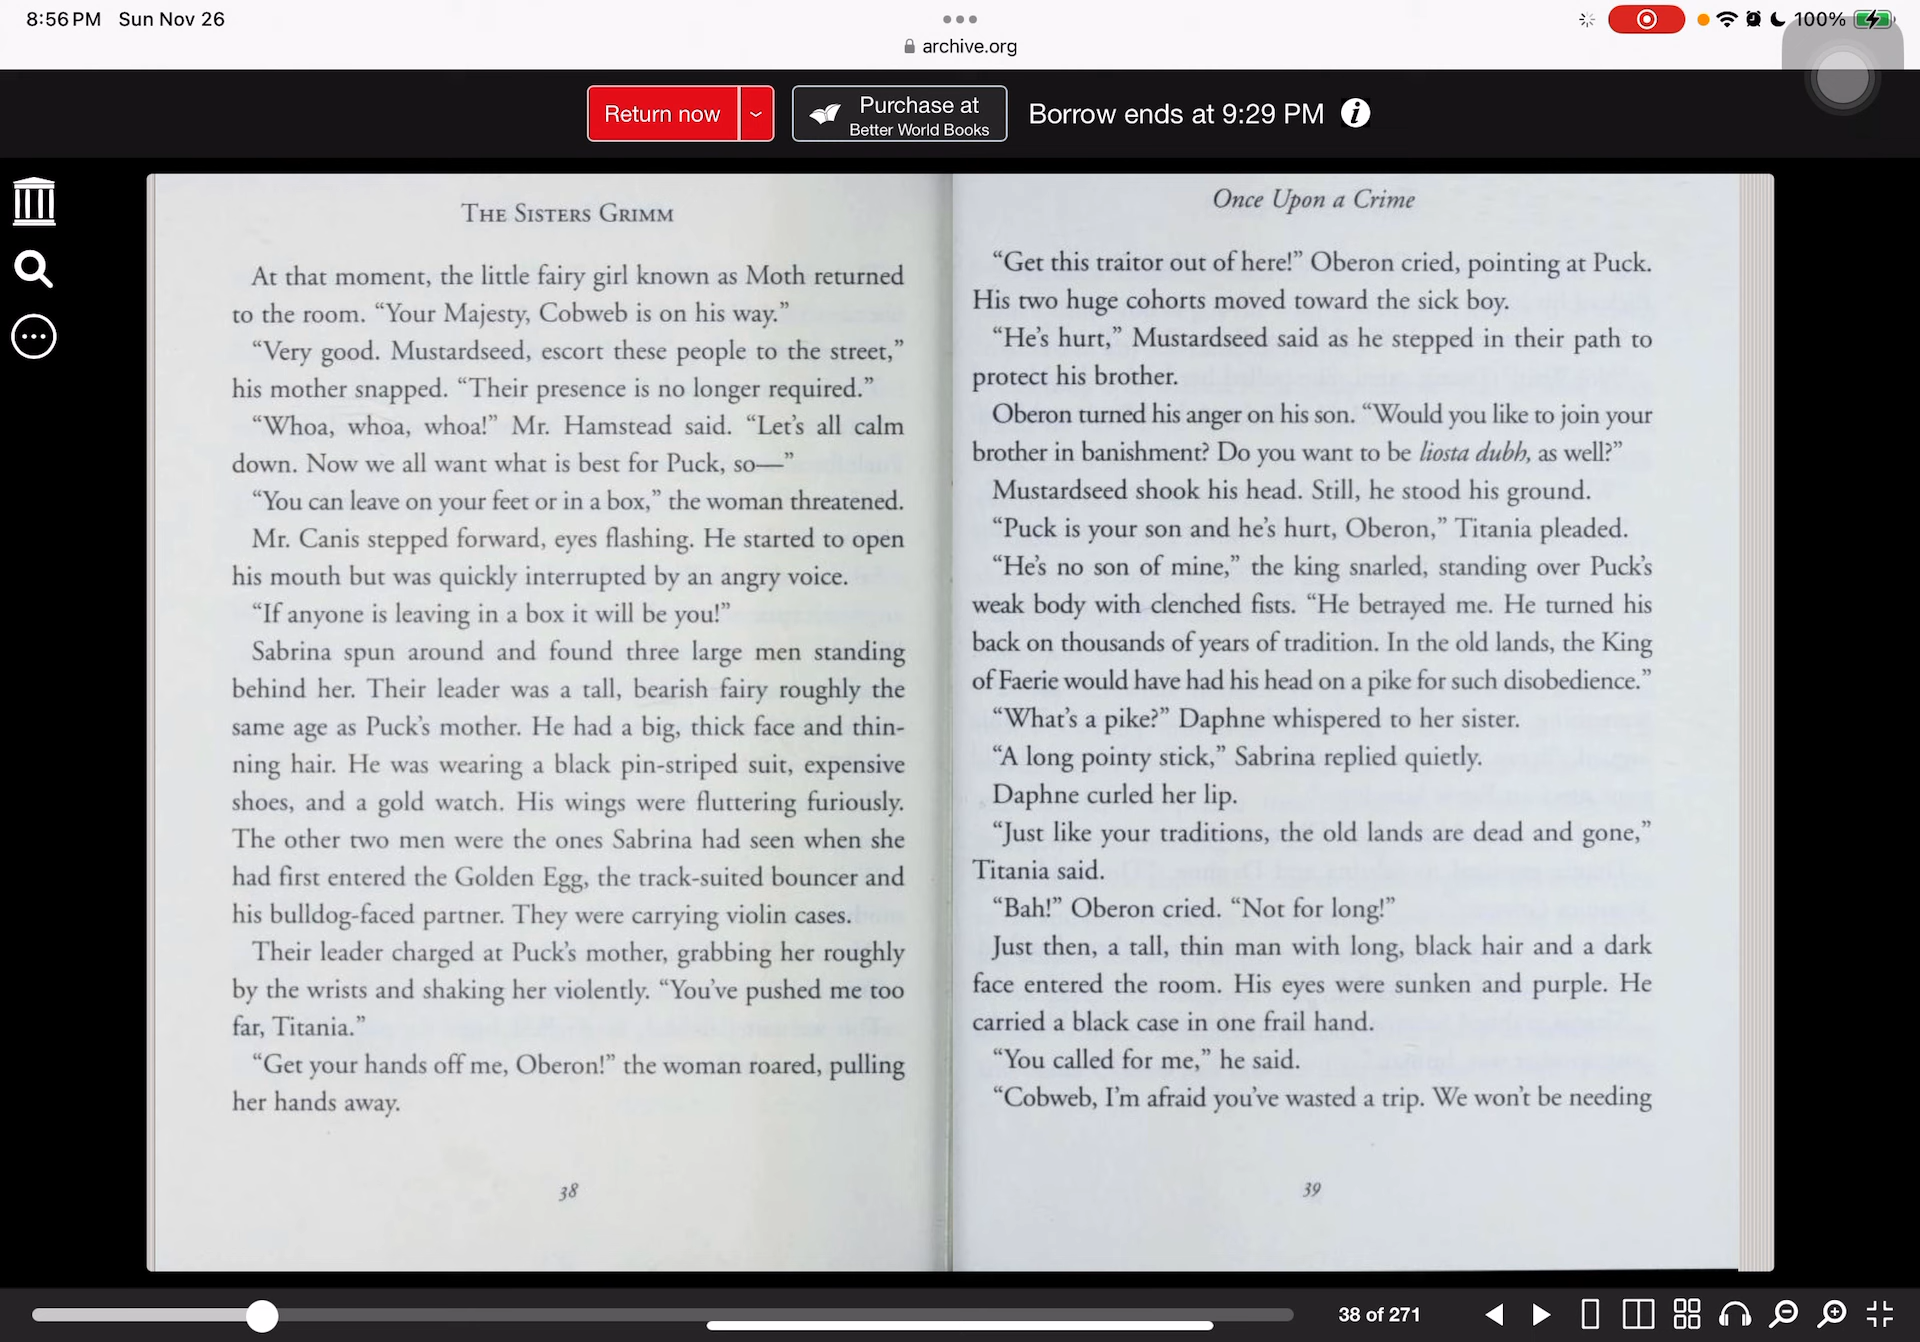 8:56 PM Sun Nov 26
100%
archive.org
Return now
Purchase at
Better World Books
Borrow ends at 9:29 PM
THE SISTERS GRIMM
At that moment, the little fairy girl known as Moth returned
to the room. “Your Majesty, Cobweb is on his way.”
“Very good. Mustardseed, escort these people to the street,”
his mother snapped. “Their presence is no longer required.”
“Whoa, whoa, whoa!” Mr. Hamstead said. “Let’s all calm
down. Now we all want what is best for Puck, so—”
“You can leave on your feet or in a box,” the woman threatened.
Mr. Canis stepped forward, eyes flashing. He started to open
his mouth but was quickly interrupted by an angry voice.
“If anyone is leaving in a box it will be you!”
Sabrina spun around and found three large men standing
behind her. Their leader was a tall, bearish fairy roughly the
same age as Puck’s mother. He had a big, thick face and thin-
ning hair. He was wearing a black pin-striped suit, expensive
shoes, and a gold watch. His wings were fluttering furiously.
The other two men were the ones Sabrina had seen when she
had first entered the Golden Egg, the track-suited bouncer and
his bulldog-faced partner. They were carrying violin cases.
Their leader charged at Puck’s mother, grabbing her roughly
by the wrists and shaking her violently. “You’ve pushed me too
far, Titania.”
“Get your hands off me, Oberon!” the woman roared, pulling
her hands away.
38
Once Upon a Crime
“Get this traitor out of here!” Oberon cried, pointing at Puck.
His two huge cohorts moved toward the sick boy.
“He’s hurt,” Mustardseed said as he stepped in their path to
protect his brother.
Oberon turned his anger on his son. “Would you like to join your
brother in banishment? Do you want to be liosta dubh, as well?”
Mustardseed shook his head. Still, he stood his ground.
“Puck is your son and he’s hurt, Oberon,” Titania pleaded.
“He’s no son of mine,” the king snarled, standing over Puck’s
weak body with clenched fists. “He betrayed me. He turned his
back on thousands of years of tradition. In the old lands, the King
of Faerie would have had his head on a pike for such disobedience.”
“What’s a pike?” Daphne whispered to her sister.
“A long pointy stick,” Sabrina replied quietly.
Daphne curled her lip.
“Just like your traditions, the old lands are dead and gone,”
Titania said.
“Bah!” Oberon cried. “Not for long!”
Just then, a tall, thin man with long, black hair and a dark
face entered the room. His eyes were sunken and purple. He
carried a black case in one frail hand.
“You called for me,” he said.
“Cobweb, I’m afraid you’ve wasted a trip. We won’t be needing
39
38 of 271